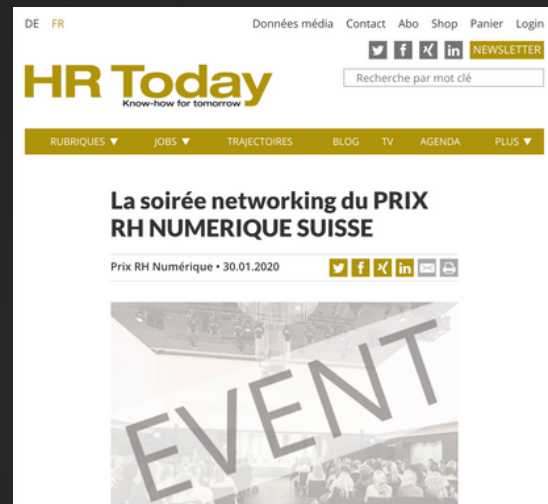 DE FR
Données média Contact Abo Shop Panier Login
NEWSLETTER
HR Today
Know-how for tomorrow
Recherche par mot clé
RUBRIQUES ▼ JOBS ▼ TRAJECTOIRES BLOG TV AGENDA PLUS ▼
La soirée networking du PRIX
RH NUMERIQUE SUISSE
Prix RH Numérique • 30.01.2020
EVENT